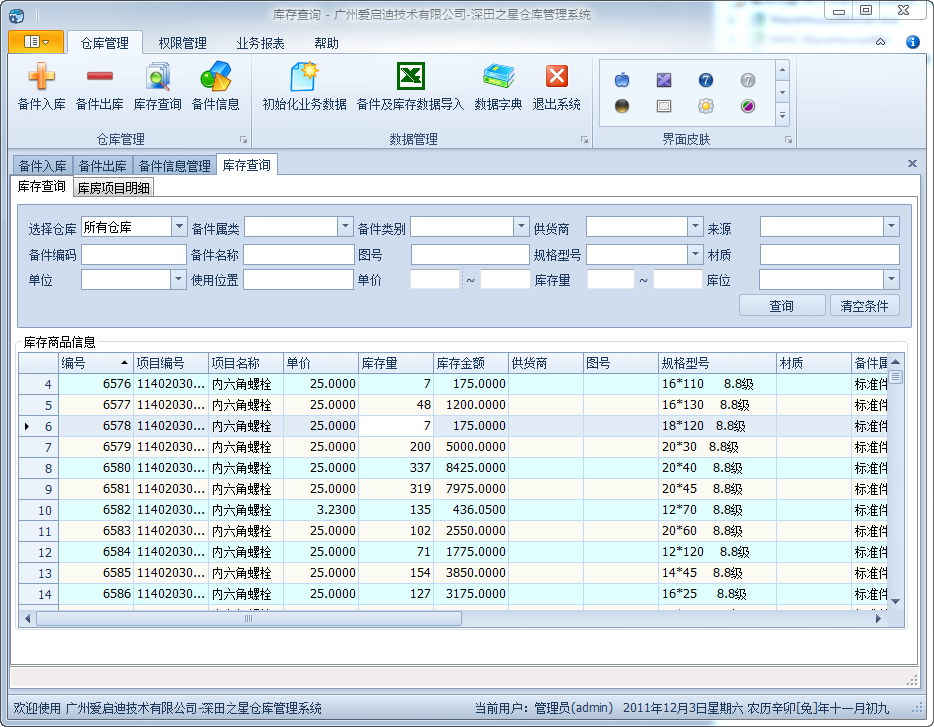 库存查询 - 广州爱启迪技术有限公司-深田之星仓库管理系统
仓库管理 权限管理 业务报表 帮助
备件入库 备件出库 库存查询 备件信息 初始化业务数据 备件及库存数据导入 数据字典 退出系统
仓库管理 数据管理 界面皮肤
备件入库 备件出库 备件信息管理 库存查询
库存查询 库房项目明细
选择仓库 所有仓库 备件属类 备件类别 供货商 来源
备件编码 备件名称 图号 规格型号 材质
单位 使用位置 单价 ~ 库存量 ~ 库位
查询 清空条件
库存商品信息
编号 项目编号 项目名称 单价 库存量 库存金额 供货商 图号 规格型号 材质 备件属
4 6576 11402030... 内六角螺栓 25.0000 7 175.0000 16*110 8.8级 标准件
5 6577 11402030... 内六角螺栓 25.0000 48 1200.0000 16*130 8.8级 标准件
6 6578 11402030... 内六角螺栓 25.0000 7 175.0000 18*120 8.8级 标准件
7 6579 11402030... 内六角螺栓 25.0000 200 5000.0000 20*30 8.8级 标准件
8 6580 11402030... 内六角螺栓 25.0000 337 8425.0000 20*40 8.8级 标准件
9 6581 11402030... 内六角螺栓 25.0000 319 7975.0000 20*45 8.8级 标准件
10 6582 11402030... 内六角螺栓 3.2300 135 436.0500 12*70 8.8级 标准件
11 6583 11402030... 内六角螺栓 25.0000 102 2550.0000 20*60 8.8级 标准件
12 6584 11402030... 内六角螺栓 25.0000 71 1775.0000 12*120 8.8级 标准件
13 6585 11402030... 内六角螺栓 25.0000 154 3850.0000 14*45 8.8级 标准件
14 6586 11402030... 内六角螺栓 25.0000 127 3175.0000 16*25 8.8级 标准件
欢迎使用 广州爱启迪技术有限公司-深田之星仓库管理系统 当前用户: 管理员(admin) 2011年12月3日星期六 农历辛卯[兔]年十一月初九